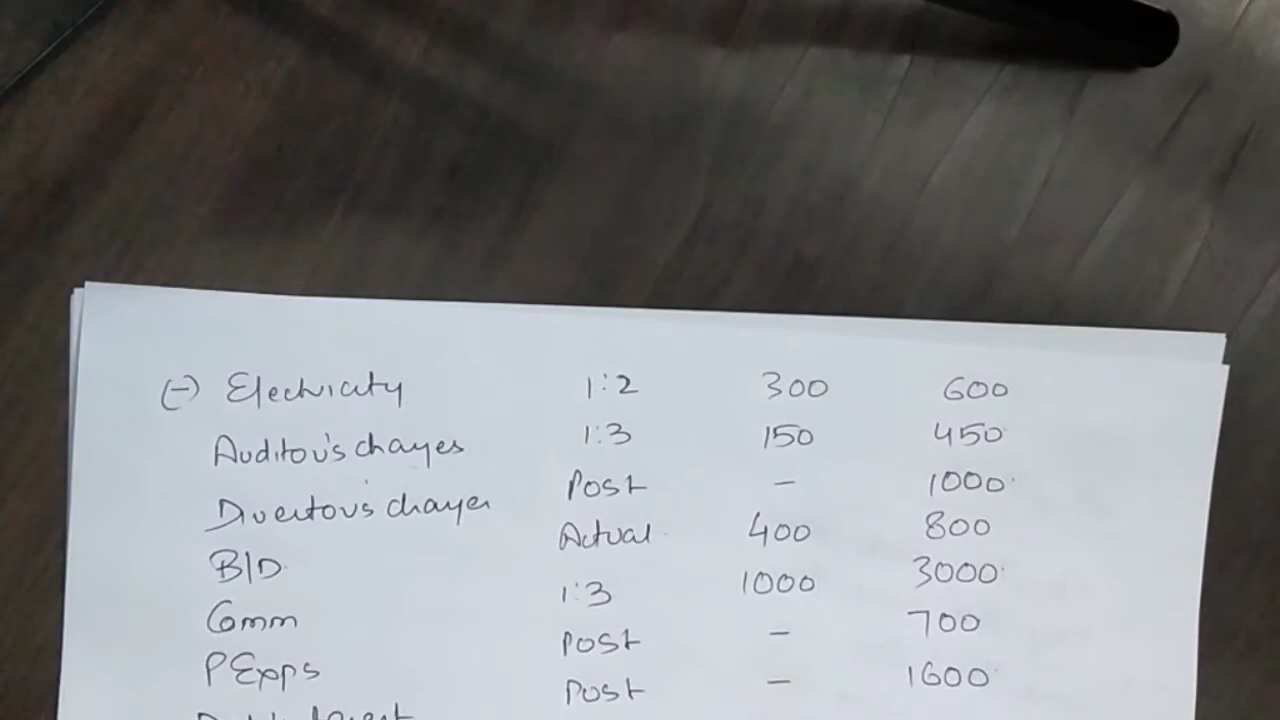 (-) Electricity 1:2 300 600
Auditor's charges 1:3 150 450
Director's charges Post - 1000
B/D Actual 400 800
Comm 1:3 1000 3000
P Exps Post - 700
Post - 1600